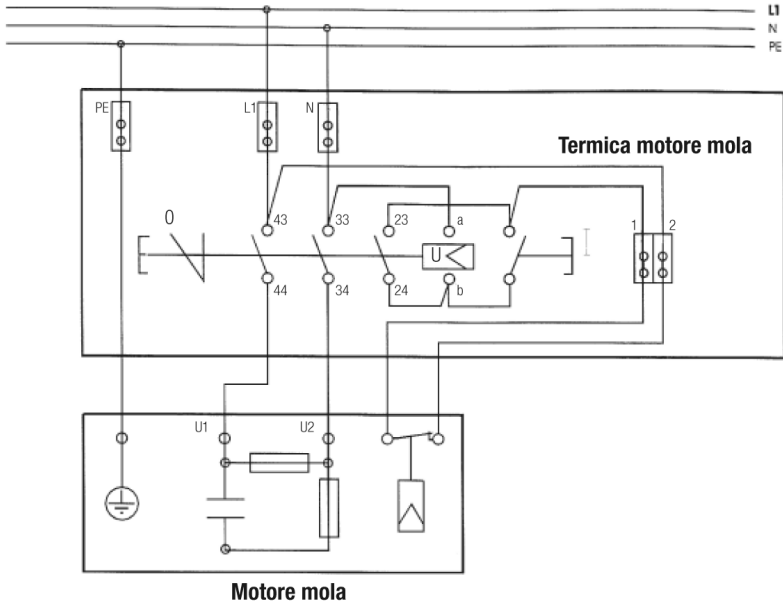 L1
N
PE
PE
L1
N
Termica motore mola
0
43
33
23
a
1
2
I
U
44
34
24
b
U1
U2
Motore mola